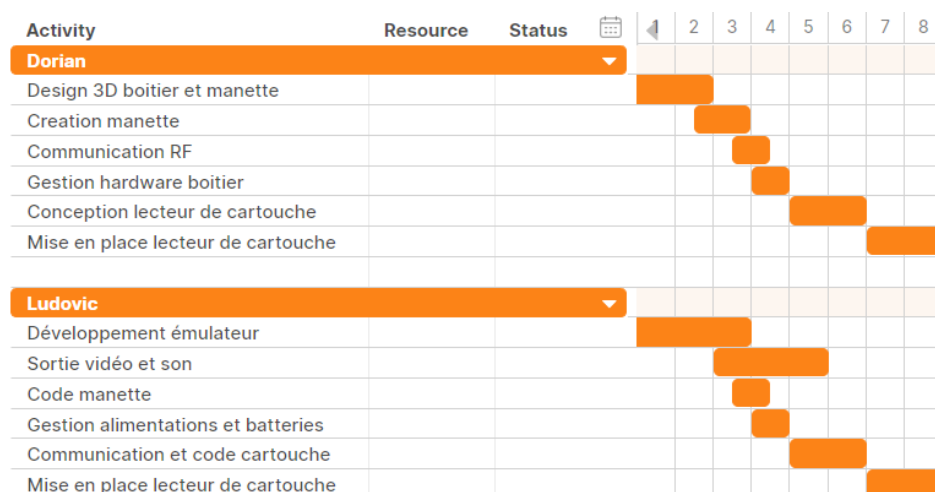 Activity Resource Status 1 2 3 4 5 6 7 8
Dorian
Design 3D boitier et manette
Creation manette
Communication RF
Gestion hardware boitier
Conception lecteur de cartouche
Mise en place lecteur de cartouche
Ludovic
Développement émulateur
Sortie vidéo et son
Code manette
Gestion alimentations et batteries
Communication et code cartouche
Mise en place lecteur de cartouche